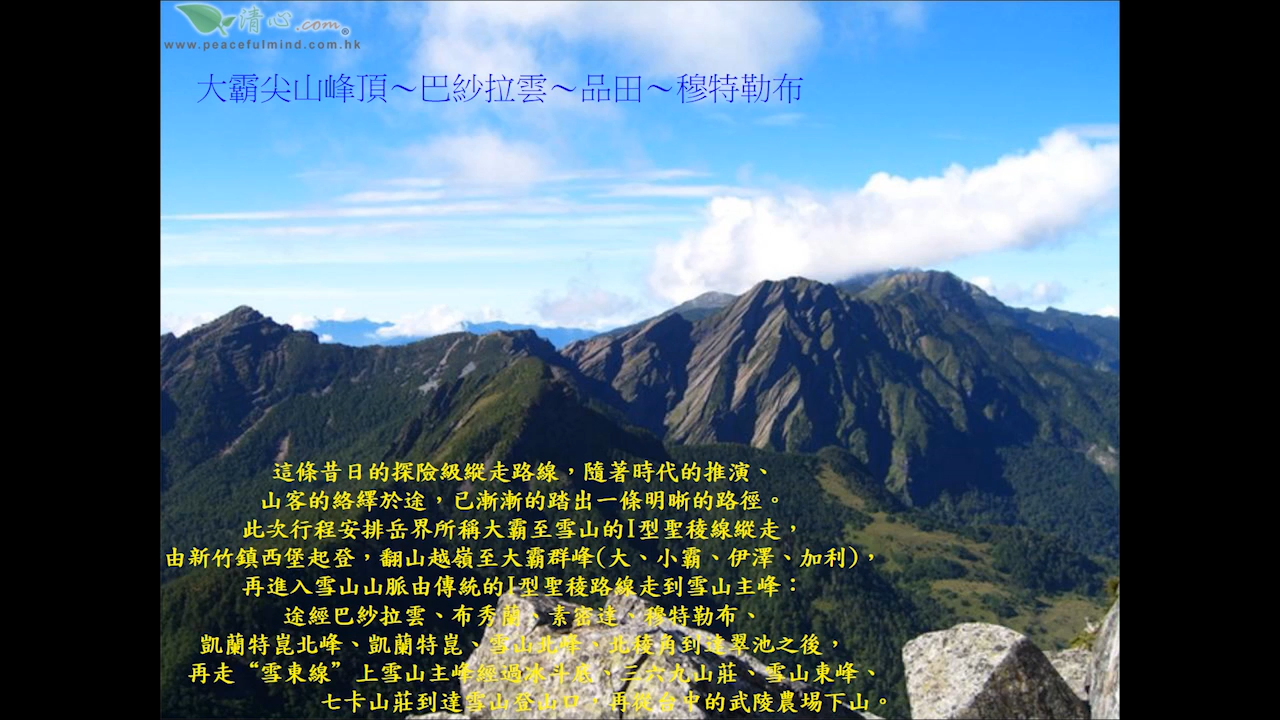 清心.com®
www.peacefulmind.com.hk
大霸尖山峰頂～巴紗拉雲～品田～穆特勒布
這條昔日的探險級縱走路線，隨著時代的推演、
山客的絡繹於途，已漸漸的踏出一條明晰的路徑。
此次行程安排岳界所稱大霸至雪山的I型聖稜線縱走，
由新竹鎮西堡起登，翻山越嶺至大霸群峰(大、小霸、伊澤、加利)，
再進入雪山山脈由傳統的I型聖稜路線走到雪山主峰：
途經巴紗拉雲、布秀蘭、素密達、穆特勒布、
凱蘭特崑北峰、凱蘭特崑、雪山北峰、北稜角到達翠池之後，
再走“雪東線”上雪山主峰經過冰斗底、三六九山莊、雪山東峰、
七卡山莊到達雪山登山口，再從台中的武陵農場下山。